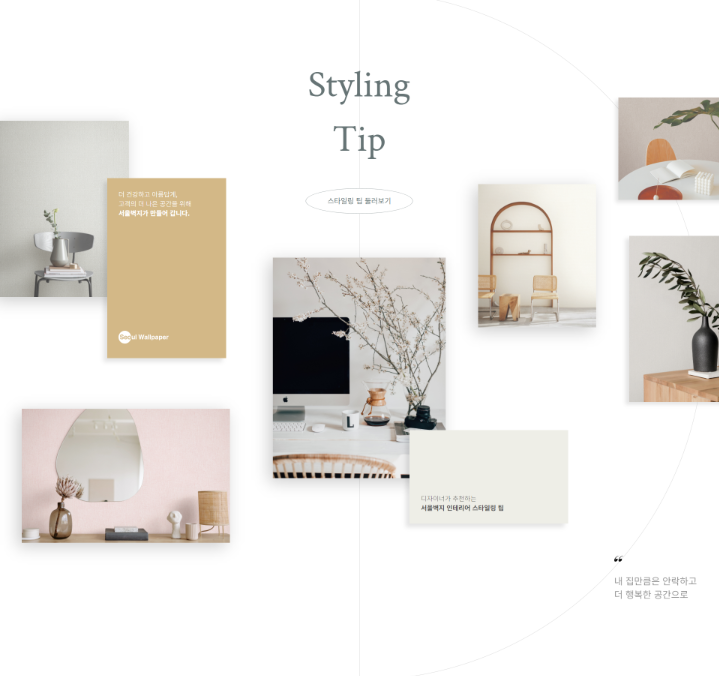 Styling
Tip
스타일링 팁 둘러보기
더 건강하고 아름답게,
고객의 더 나은 공간을 위해
서울벽지가 만들어 갑니다.
Seoul Wallpaper
디자이너가 추천하는
서울벽지 인테리어 스타일링 팁
L
“
내 집만큼은 안락하고
더 행복한 공간으로